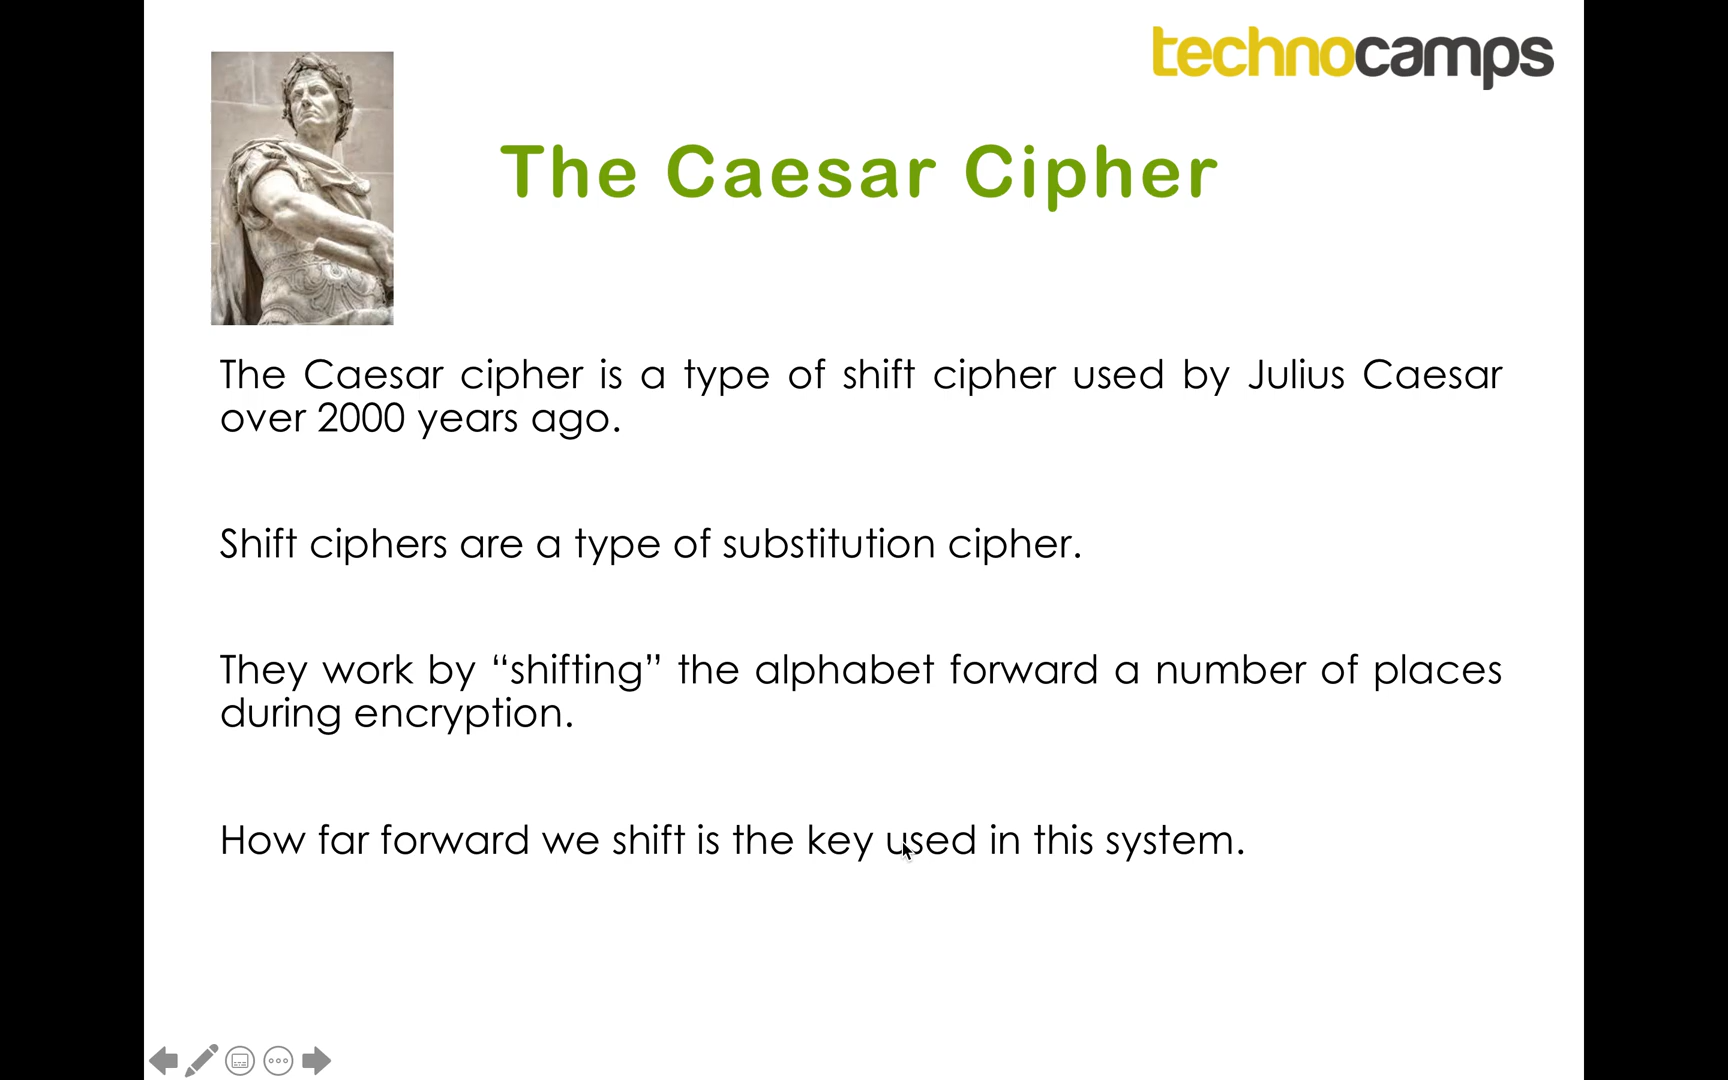 technocamps
The Caesar Cipher
The Caesar cipher is a type of shift cipher used by Julius Caesar
over 2000 years ago.
Shift ciphers are a type of substitution cipher.
They work by “shifting” the alphabet forward a number of places
during encryption.
How far forward we shift is the key used in this system.